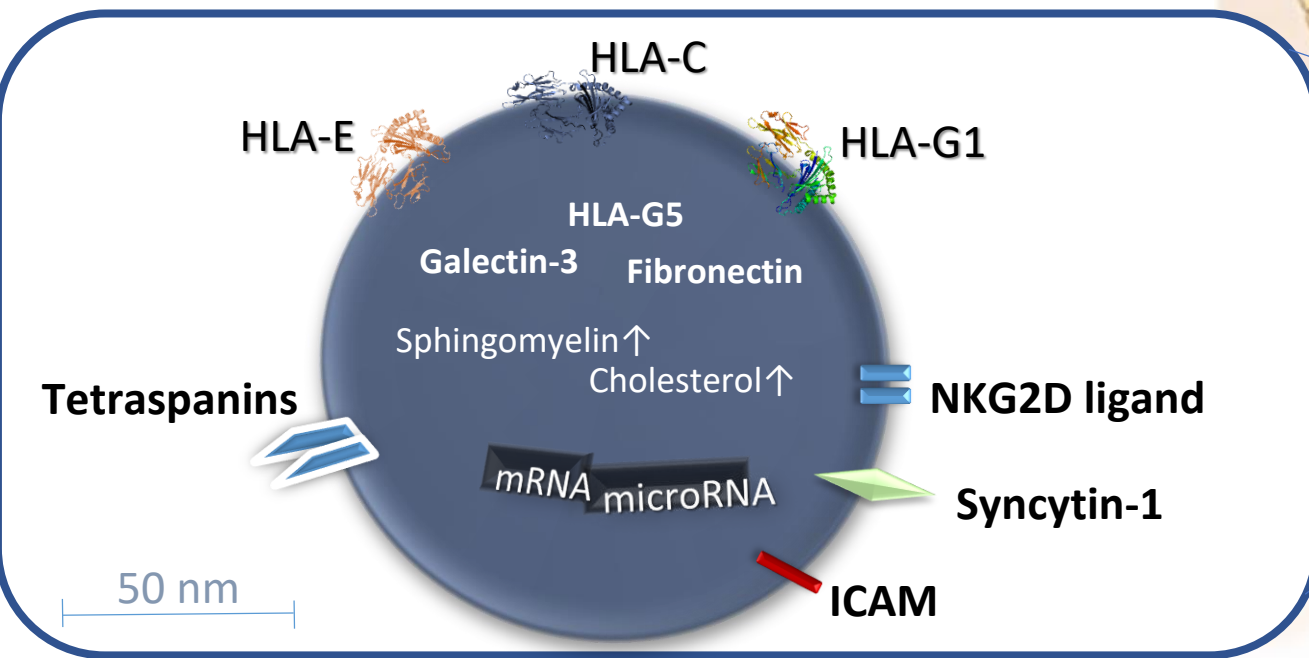 HLA-C
HLA-E
HLA-G1
HLA-G5
Galectin-3
Fibronectin
Sphingomyelin↑
Cholesterol↑
Tetraspanins
NKG2D ligand
mRNA
microRNA
Syncytin-1
50 nm
ICAM